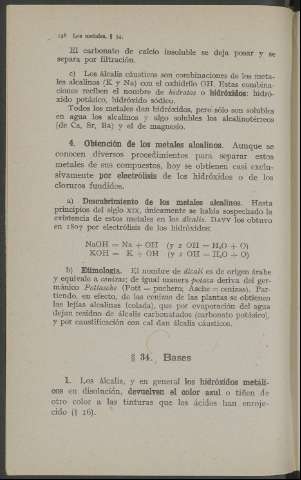 198 Los metales. § 34.
El carbonato de calcio insoluble se deja posar y se
separa por filtración.
c) Los álcalis cáusticos son combinaciones de los meta-
les alcalinos (K y Na) con el oxhidrilo OH. Estas combina-
ciones reciben el nombre de hidratos o hidróxidos: hidró-
xido potásico, hidróxido sódico.
Todos los metales dan hidróxidos, pero sólo son solubles
en agua los alcalinos y algo solubles los alcalinotérreos
(de Ca, Sr, Ba) y el de magnesio.
4. Obtención de los metales alcalinos. Aunque se
conocen diversos procedimientos para separar estos
metales de sus compuestos, hoy se obtienen casi exclu-
sivamente por electrólisis de los hidróxidos o de los
cloruros fundidos.
a) Descubrimiento de los metales alcalinos. Hasta
principios del siglo XIX, únicamente se había sospechado la
existencia de estos metales en los álcalis. DAVY los obtuvo
en 1807 por electrólisis de los hidróxidos:
NaOH = Na + OH (y 2 OH = H₂O + O)
KOH = K + OH (y 2 OH = H₂O + O)
b) Etimología. El nombre de álcali es de origen árabe
y equivale a cenizas; de igual manera potasa deriva del ger-
mánico Pottasche (Pott = puchero; Asche = cenizas). Par-
tiendo, en efecto, de las cenizas de las plantas se obtienen
las lejías alcalinas (colada), que por evaporación del agua
dejan residuo de álcalis carbonatados (carbonato potásico),
y por caustificación con cal dan álcalis cáusticos.
§ 34. Bases
1. Los álcalis, y en general los hidróxidos metáli-
cos en disolución, devuelven el color azul o tiñen de
otro color a las tinturas que los ácidos han enroje-
cido (§ 16).